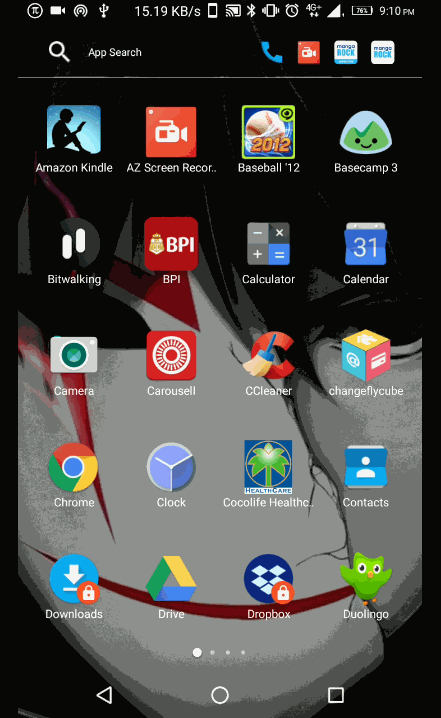 15.19 KB/s 4G+ 76% 9:10 PM
App Search
mango
ROCK
mango
ROCK
2012
Amazon Kindle AZ Screen Recor.. Baseball '12 Basecamp 3
BPI 31
Bitwalking BPI Calculator Calendar
Camera Carousell CCleaner changeflycube
HEALTHCARE
Chrome Clock Cocolife Healthc.. Contacts
Downloads Drive Dropbox Duolingo